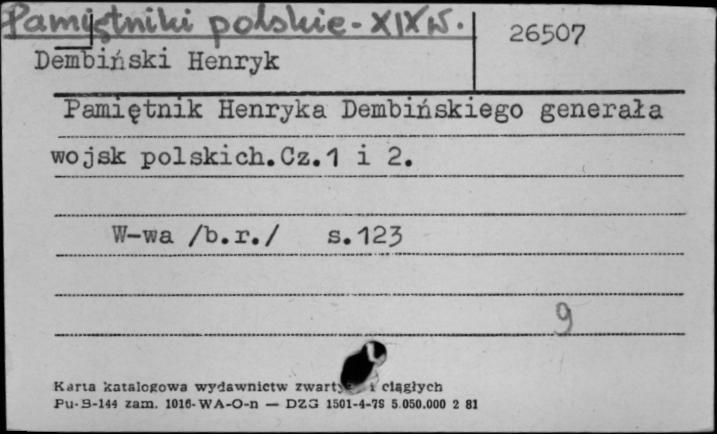 Pamiętniki polskie - XIX w.
26507
Dembiński Henryk
Pamiętnik Henryka Dembińskiego generała
wojsk polskich.Cz.1 i 2.
W-wa /b.r./ s.123
9
Karta katalogowa wydawnictw i ciągłych
Pu-B-144 zam. 1016-WA-O-n — DZG 1501-4-78 5.050.000 2 81